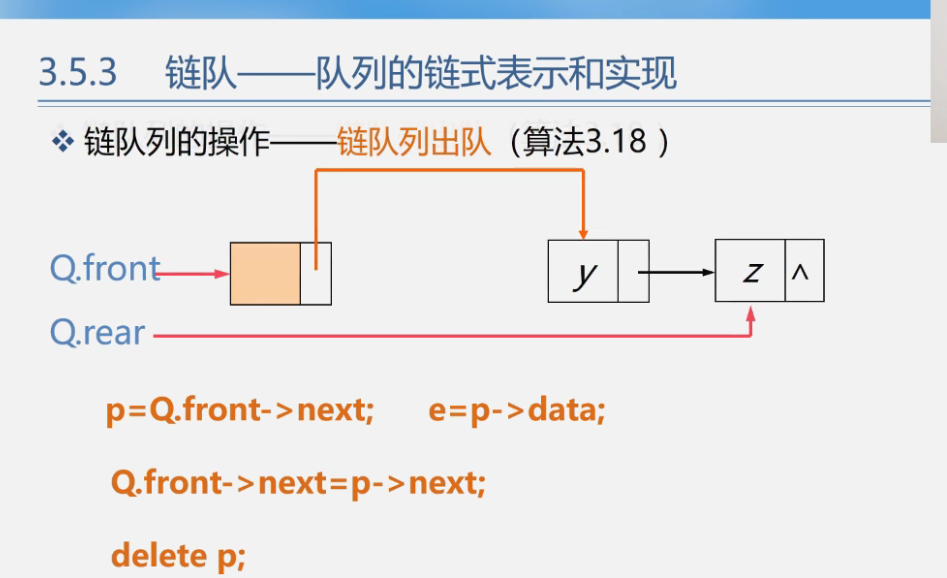 3.5.3 链队——队列的链式表示和实现
❖ 链队列的操作——链队列出队（算法3.18 ）
Q.front y z ^
Q.rear
p=Q.front->next; e=p->data;
Q.front->next=p->next;
delete p;